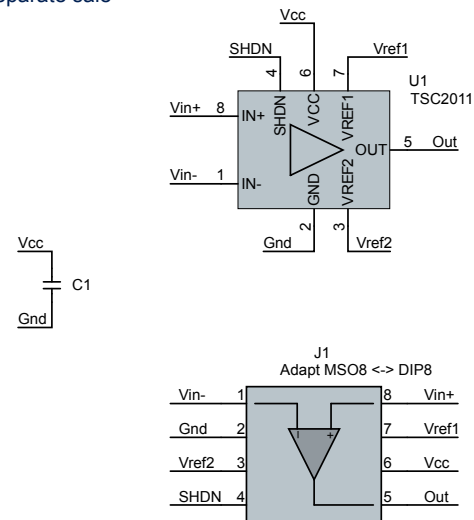 parate sale
Vcc
SHDN Vref1
4 6 7
U1
TSC2011
SHDN VCC VREF1
Vin+ 8 IN+
OUT 5 Out
Vin- 1 IN-
GND VREF2
2 3
Gnd Vref2
Vcc
C1
Gnd
J1
Adapt MSO8 <-> DIP8
Vin- 1 8 Vin+
- +
Gnd 2 7 Vref1
Vref2 3 6 Vcc
SHDN 4 5 Out